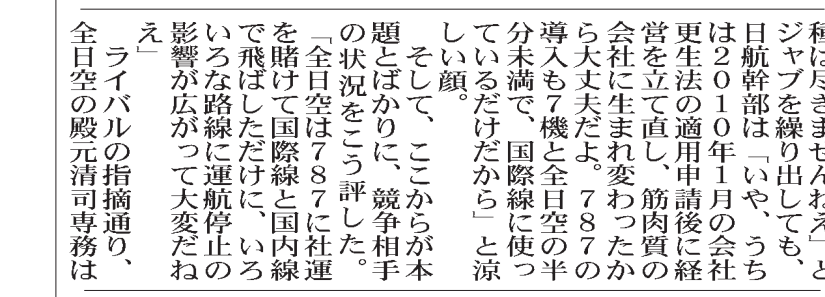 種は尽きませんねえ」と
ジャブを繰り出しても、
日航幹部は「いや、うち
は2010年1月の会社
更生法の適用申請後に経
営を立て直し、筋肉質の
会社に生まれ変わったか
ら大丈夫だよ。787の
導入も7機と全日空の半
分未満で、国際線に使っ
ているだけだから」と涼
しい顔。
そして、ここからが本
題とばかりに、競争相手
の状況をこう評した。
「全日空は787に社運
を賭けて国際線と国内線
で飛ばしただけに、いろ
いろな路線に運航停止の
影響が広がって大変だね
え」
ライバルの指摘通り、
全日空の殿元清司専務は